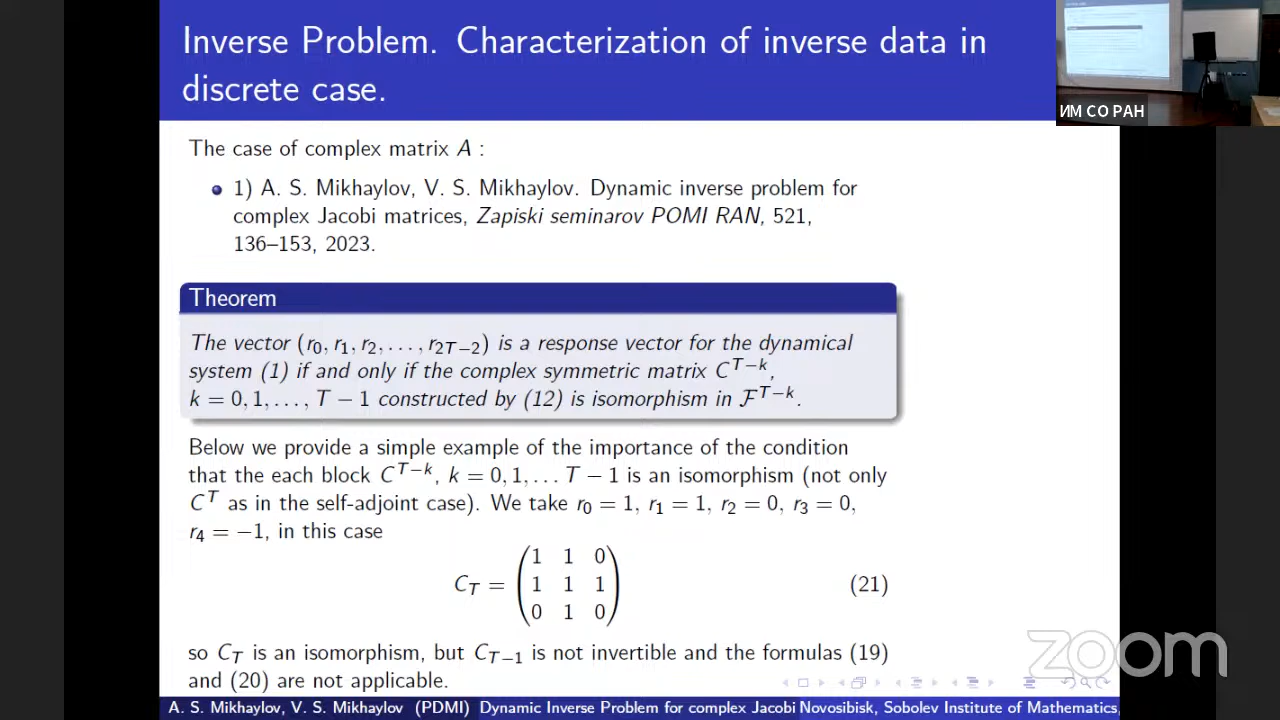 Inverse Problem. Characterization of inverse data in
discrete case.
ИМ СО РАН
The case of complex matrix A :
1) A. S. Mikhaylov, V. S. Mikhaylov. Dynamic inverse problem for
complex Jacobi matrices, Zapiski seminarov POMI RAN, 521,
136–153, 2023.
Theorem
The vector (r₀, r₁, r₂, . . . , r₂T₋₂) is a response vector for the dynamical
system (1) if and only if the complex symmetric matrix C^{T−k},
k = 0, 1, . . . , T − 1 constructed by (12) is isomorphism in ℱ^{T−k}.
Below we provide a simple example of the importance of the condition
that the each block C^{T−k}, k = 0, 1, . . . T − 1 is an isomorphism (not only
C^T as in the self-adjoint case). We take r₀ = 1, r₁ = 1, r₂ = 0, r₃ = 0,
r₄ = −1, in this case
1 1 0
C_T = 1 1 1 (21)
0 1 0
so C_T is an isomorphism, but C_{T−1} is not invertible and the formulas (19)
and (20) are not applicable.
zoom
A. S. Mikhaylov, V. S. Mikhaylov (PDMI) Dynamic Inverse Problem for complex Jacobi Novosibisk, Sobolev Institute of Mathematics,